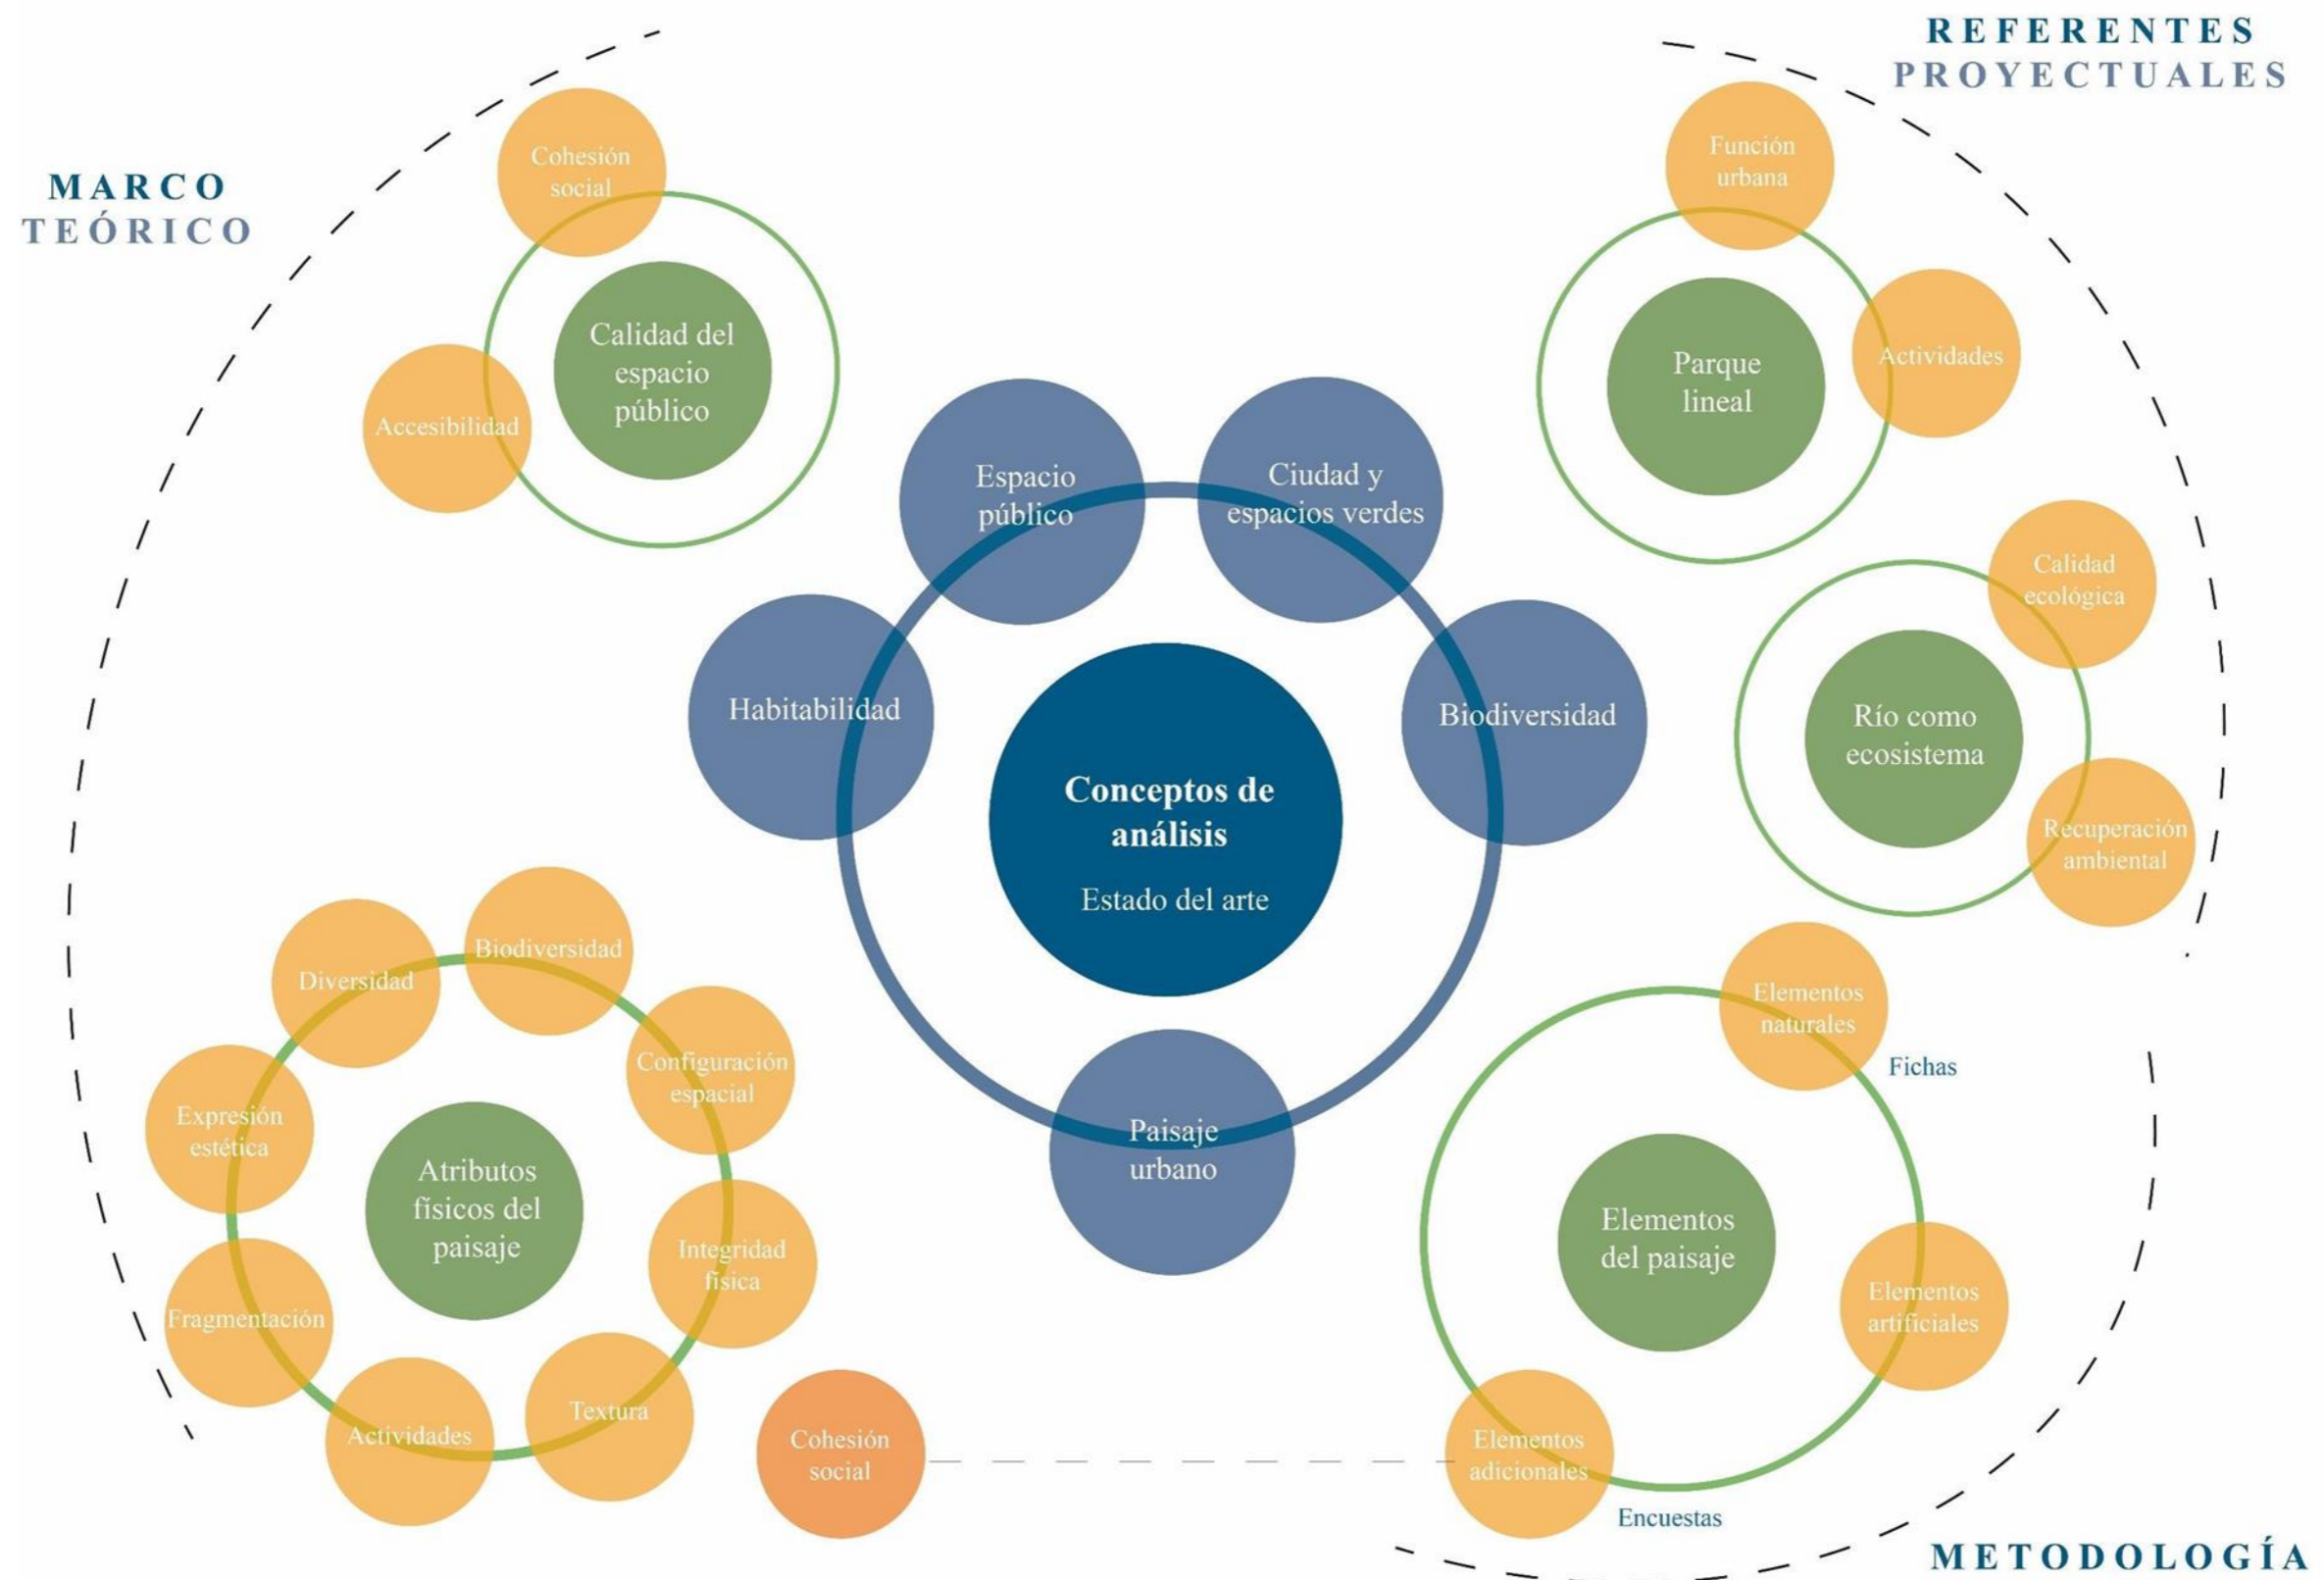 MARCO
TEÓRICO
Cohesión
social
Calidad del
espacio
público
Accesibilidad
REFERENTES
PROYECTUALES
Función
urbana
Parque
lineal
Actividades
Calidad
ecológica
Río como
ecosistema
Recuperación
ambiental
Espacio
público
Ciudad y
espacios verdes
Habitabilidad
Biodiversidad
Conceptos de
análisis
Estado del arte
Paisaje
urbano
Biodiversidad
Diversidad
Configuración
espacial
Expresión
estética
Atributos
físicos del
paisaje
Integridad
física
Fragmentación
Actividades
Textura
Cohesión
social
Elementos
naturales
Fichas
Elementos
del paisaje
Elementos
artificiales
Elementos
adicionales
Encuestas
METODOLOGÍA